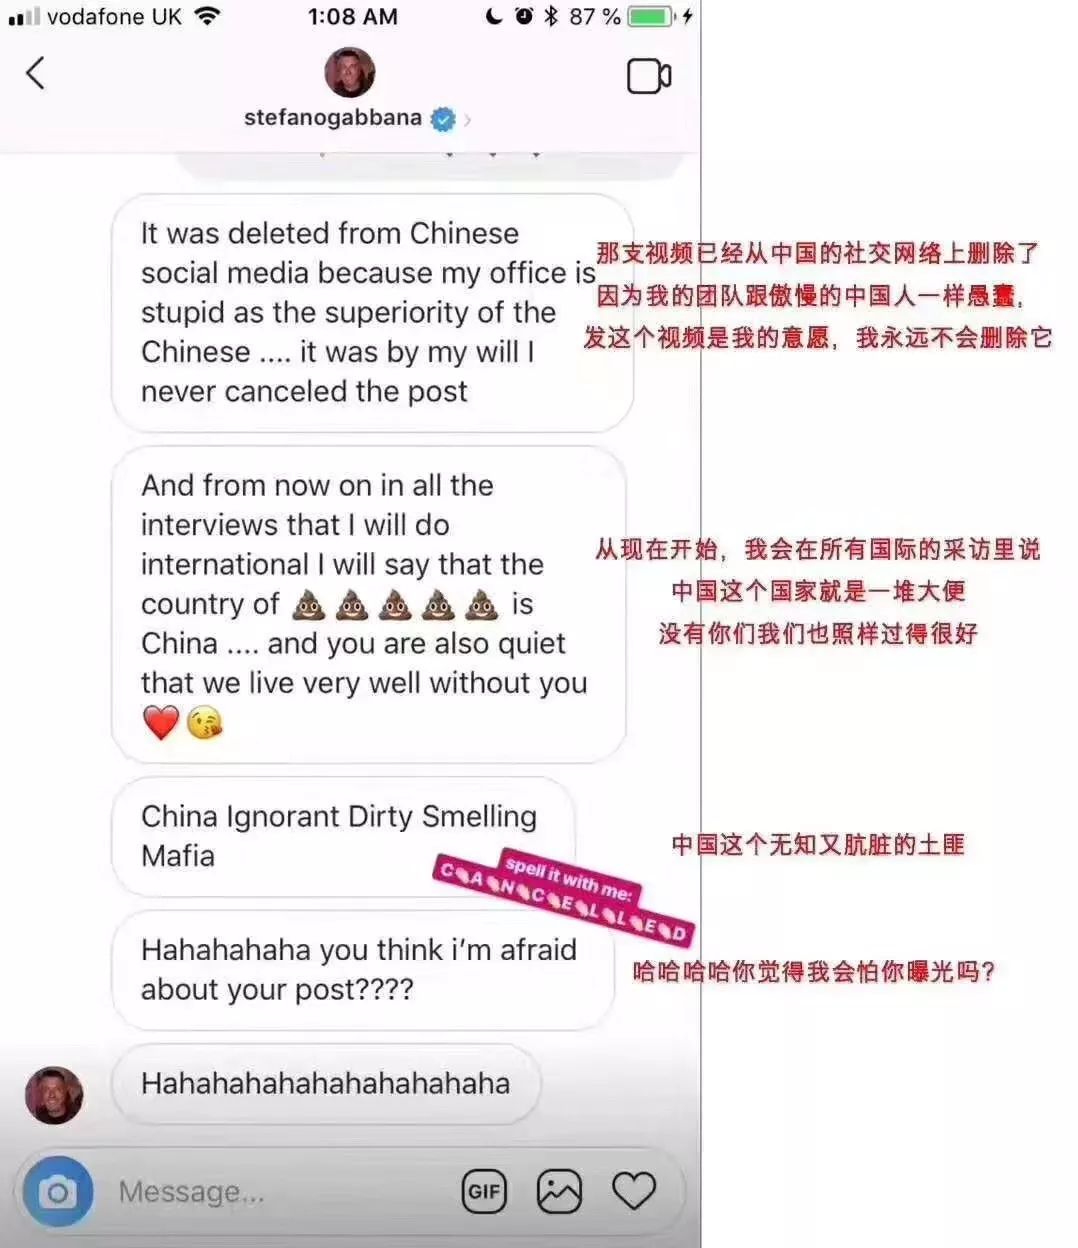 vodafone UK 1:08 AM 87 %
stefanogabbana
It was deleted from Chinese
social media because my office is
stupid as the superiority of the
Chinese .... it was by my will I
never canceled the post
那支视频已经从中国的社交网络上删除了
因为我的团队跟傲慢的中国人一样愚蠢,
发这个视频是我的意愿, 我永远不会删除它
And from now on in all the
interviews that I will do
international I will say that the
country of 💩💩💩💩💩 is
China .... and you are also quiet
that we live very well without you
❤️😘
从现在开始, 我会在所有国际的采访里说
中国这个国家就是一堆大便
没有你们我们也照样过得很好
China Ignorant Dirty Smelling
Mafia
中国这个无知又肮脏的土匪
spell it with me:
C👏A👏N👏C👏E👏L👏L👏E👏D
Hahahahaha you think i'm afraid
about your post????
哈哈哈哈你觉得我会怕你曝光吗?
Hahahahahahahahahahaha
Message...
GIF